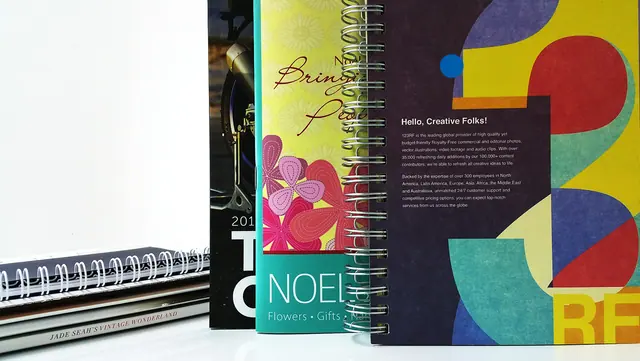 JADE SEAH'S VINTAGE WONDERLAND
201
T
Bringi
NOEL
Flowers • Gifts •
Hello, Creative Folks!
123RF is the leading global provider of high quality yet
budget-friendly Royalty-Free commercial and editorial photos,
vector illustrations, video footage and audio clips. With over
30,000 refreshing daily additions by our 100,000+ content
contributors, we're able to refresh all creative ideas to life.
Backed by the expertise of over 300 employees in North
America, Latin America, Europe, Asia, Africa, the Middle East
and Australasia, unmatched 24/7 customer support and
competitive pricing options, you can expect top-notch
services from us across the globe.
RF